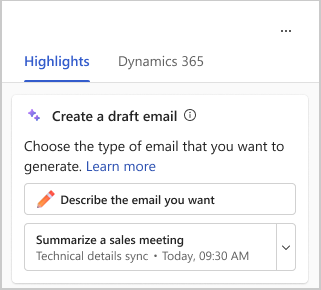 ...
Highlights Dynamics 365
Create a draft email
Choose the type of email that you want to
generate. Learn more
Describe the email you want
Summarize a sales meeting
Technical details sync • Today, 09:30 AM